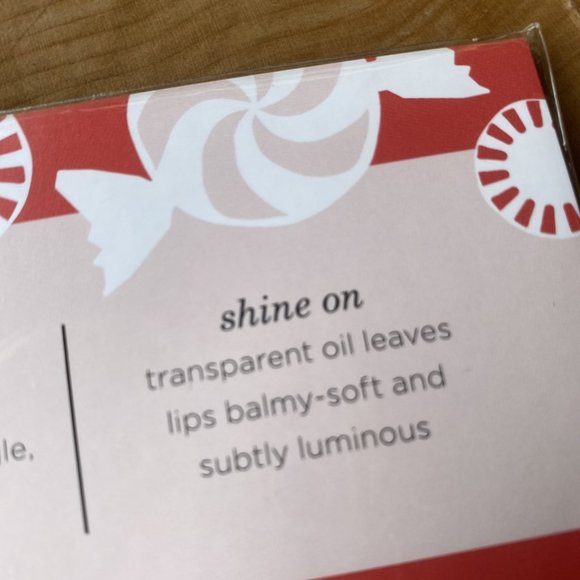 shine on
transparent oil leaves
lips balmy-soft and
subtly luminous
le,